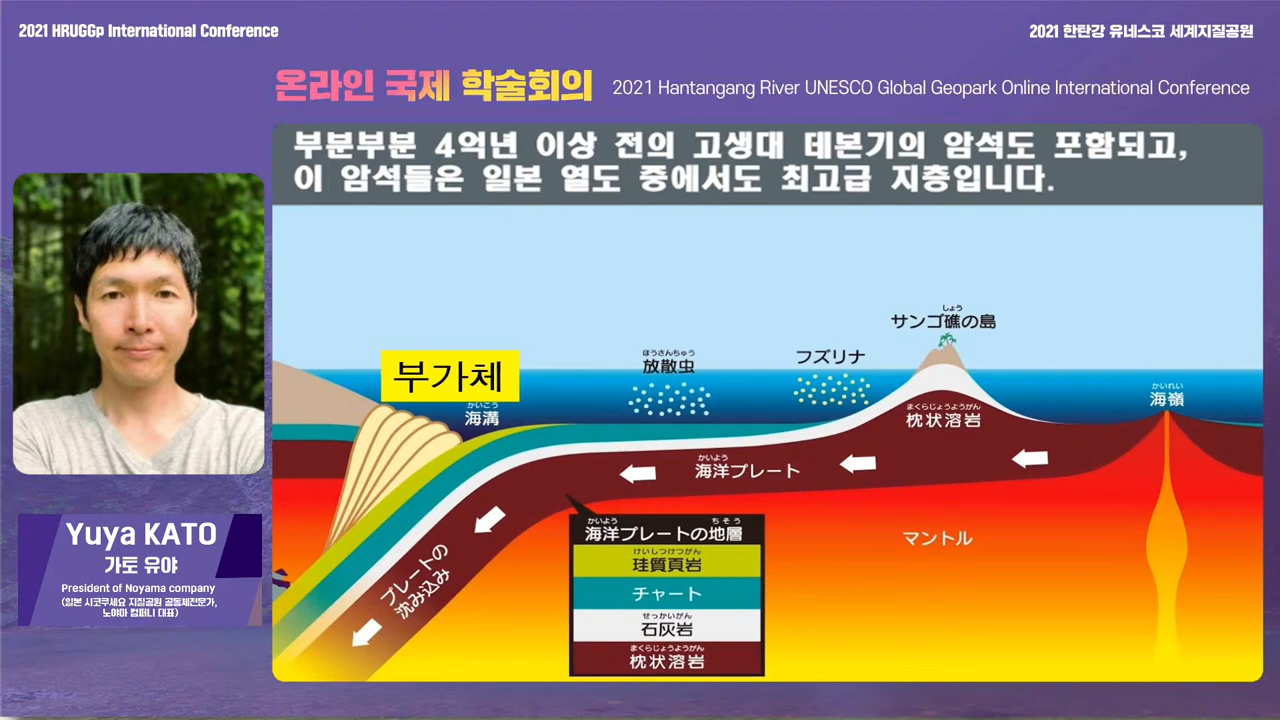 2021 HRUGGp International Conference
2021 한탄강 유네스코 세계지질공원
온라인 국제 학술회의
2021 Hantangang River UNESCO Global Geopark Online International Conference
부분부분 4억년 이상 전의 고생대 데본기의 암석도 포함되고,
이 암석들은 일본 열도 중에서도 최고급 지층입니다.
しょう
サンゴ礁の島
ほうさんちゅう
放散虫
フズリナ
부가체
かいこう
海溝
かいれい
海嶺
まくらじょうようがん
枕状溶岩
かいよう
海洋プレート
マントル
プレートの
沈み込み
かいよう ちそう
海洋プレートの地層
けいしつけつがん
珪質頁岩
チャート
せっかいがん
石灰岩
まくらじょうようがん
枕状溶岩
Yuya KATO
가토 유야
President of Noyama company
(일본 시코쿠세요 지질공원 공동체전문가,
노야마 컴퍼니 대표)